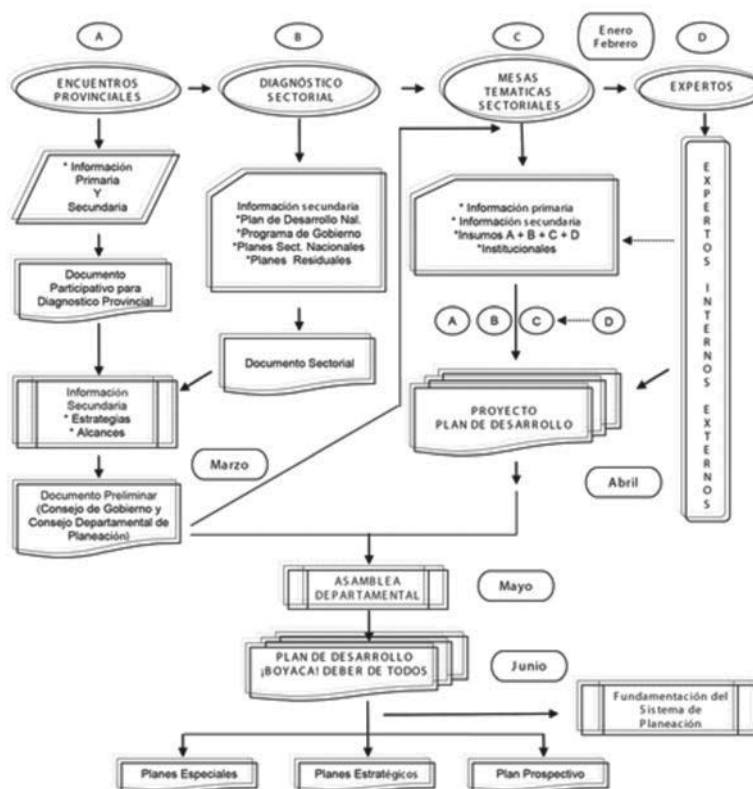 A
B
C
Enero
Febrero
D
ENCUENTROS
PROVINCIALES
DIAGNÓSTICO
SECTORIAL
MESAS
TEMATICAS
SECTORIALES
EXPERTOS
* Información
Primaria
Y
Secundaria
Información secundaria
*Plan de Desarrollo Nal.
*Programa de Gobierno
*Planes Sect. Nacionales
*Planes Residuales
* Información primaria
* Información secundaria
*Insumos A + B + C + D
*Institucionales
EXPERTOS INTERNOS EXTERNOS
Documento
Participativo para
Diagnostico Provincial
A
B
C
D
Documento Sectorial
Información
Secundaria
* Estrategias
* Alcances
PROYECTO
PLAN DE DESARROLLO
Marzo
Abril
Documento Preliminar
(Consejo de Gobierno y
Consejo Departamental de
Planeación)
ASAMBLEA
DEPARTAMENTAL
Mayo
PLAN DE DESARROLLO
¡BOYACA! DEBER DE TODOS
Junio
Fundamentación del
Sistema de
Planeación
Planes Especiales
Planes Estratégicos
Plan Prospectivo